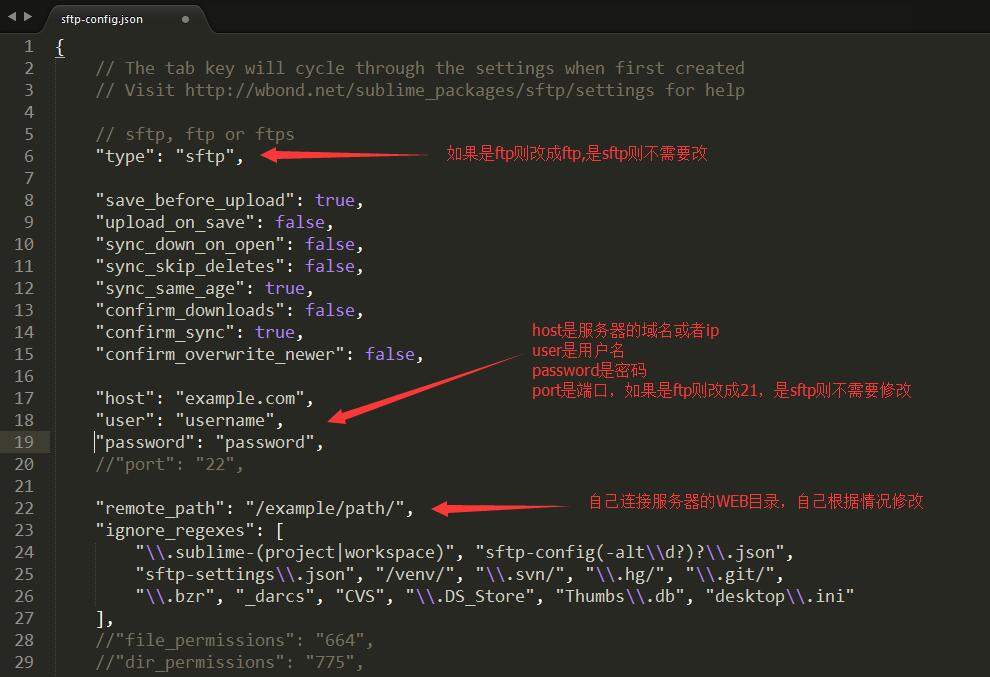 sftp-config.json
1 {
2 // The tab key will cycle through the settings when first created
3 // Visit http://wbond.net/sublime_packages/sftp/settings for help
4
5 // sftp, ftp or ftps
6 "type": "sftp", 如果是ftp则改成ftp,是sftp则不需要改
7
8 "save_before_upload": true,
9 "upload_on_save": false,
10 "sync_down_on_open": false,
11 "sync_skip_deletes": false,
12 "sync_same_age": true,
13 "confirm_downloads": false,
14 "confirm_sync": true,
15 "confirm_overwrite_newer": false,
host是服务器的域名或者ip
user是用户名
password是密码
port是端口，如果是ftp则改成21，是sftp则不需要修改
16
17 "host": "example.com",
18 "user": "username",
19 "password": "password",
20 //"port": "22",
21
22 "remote_path": "/example/path/", 自己连接服务器的WEB目录，自己根据情况修改
23 "ignore_regexes": [
24 "\\.sublime-(project|workspace)", "sftp-config(-alt\\d?)?\\.json",
25 "sftp-settings\\.json", "/venv/", "\\.svn/", "\\.hg/", "\\.git/",
26 "\\.bzr", "_darcs", "CVS", "\\.DS_Store", "Thumbs\\.db", "desktop\\.ini"
27 ],
28 //"file_permissions": "664",
29 //"dir_permissions": "775",